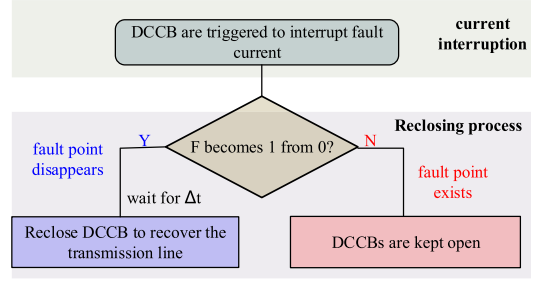 DCCB are triggered to interrupt fault
current
current
interruption
Reclosing process
F becomes 1 from 0?
Y
N
fault point
disappears
fault point
exists
wait for Δt
Reclose DCCB to recover the
transmission line
DCCBs are kept open